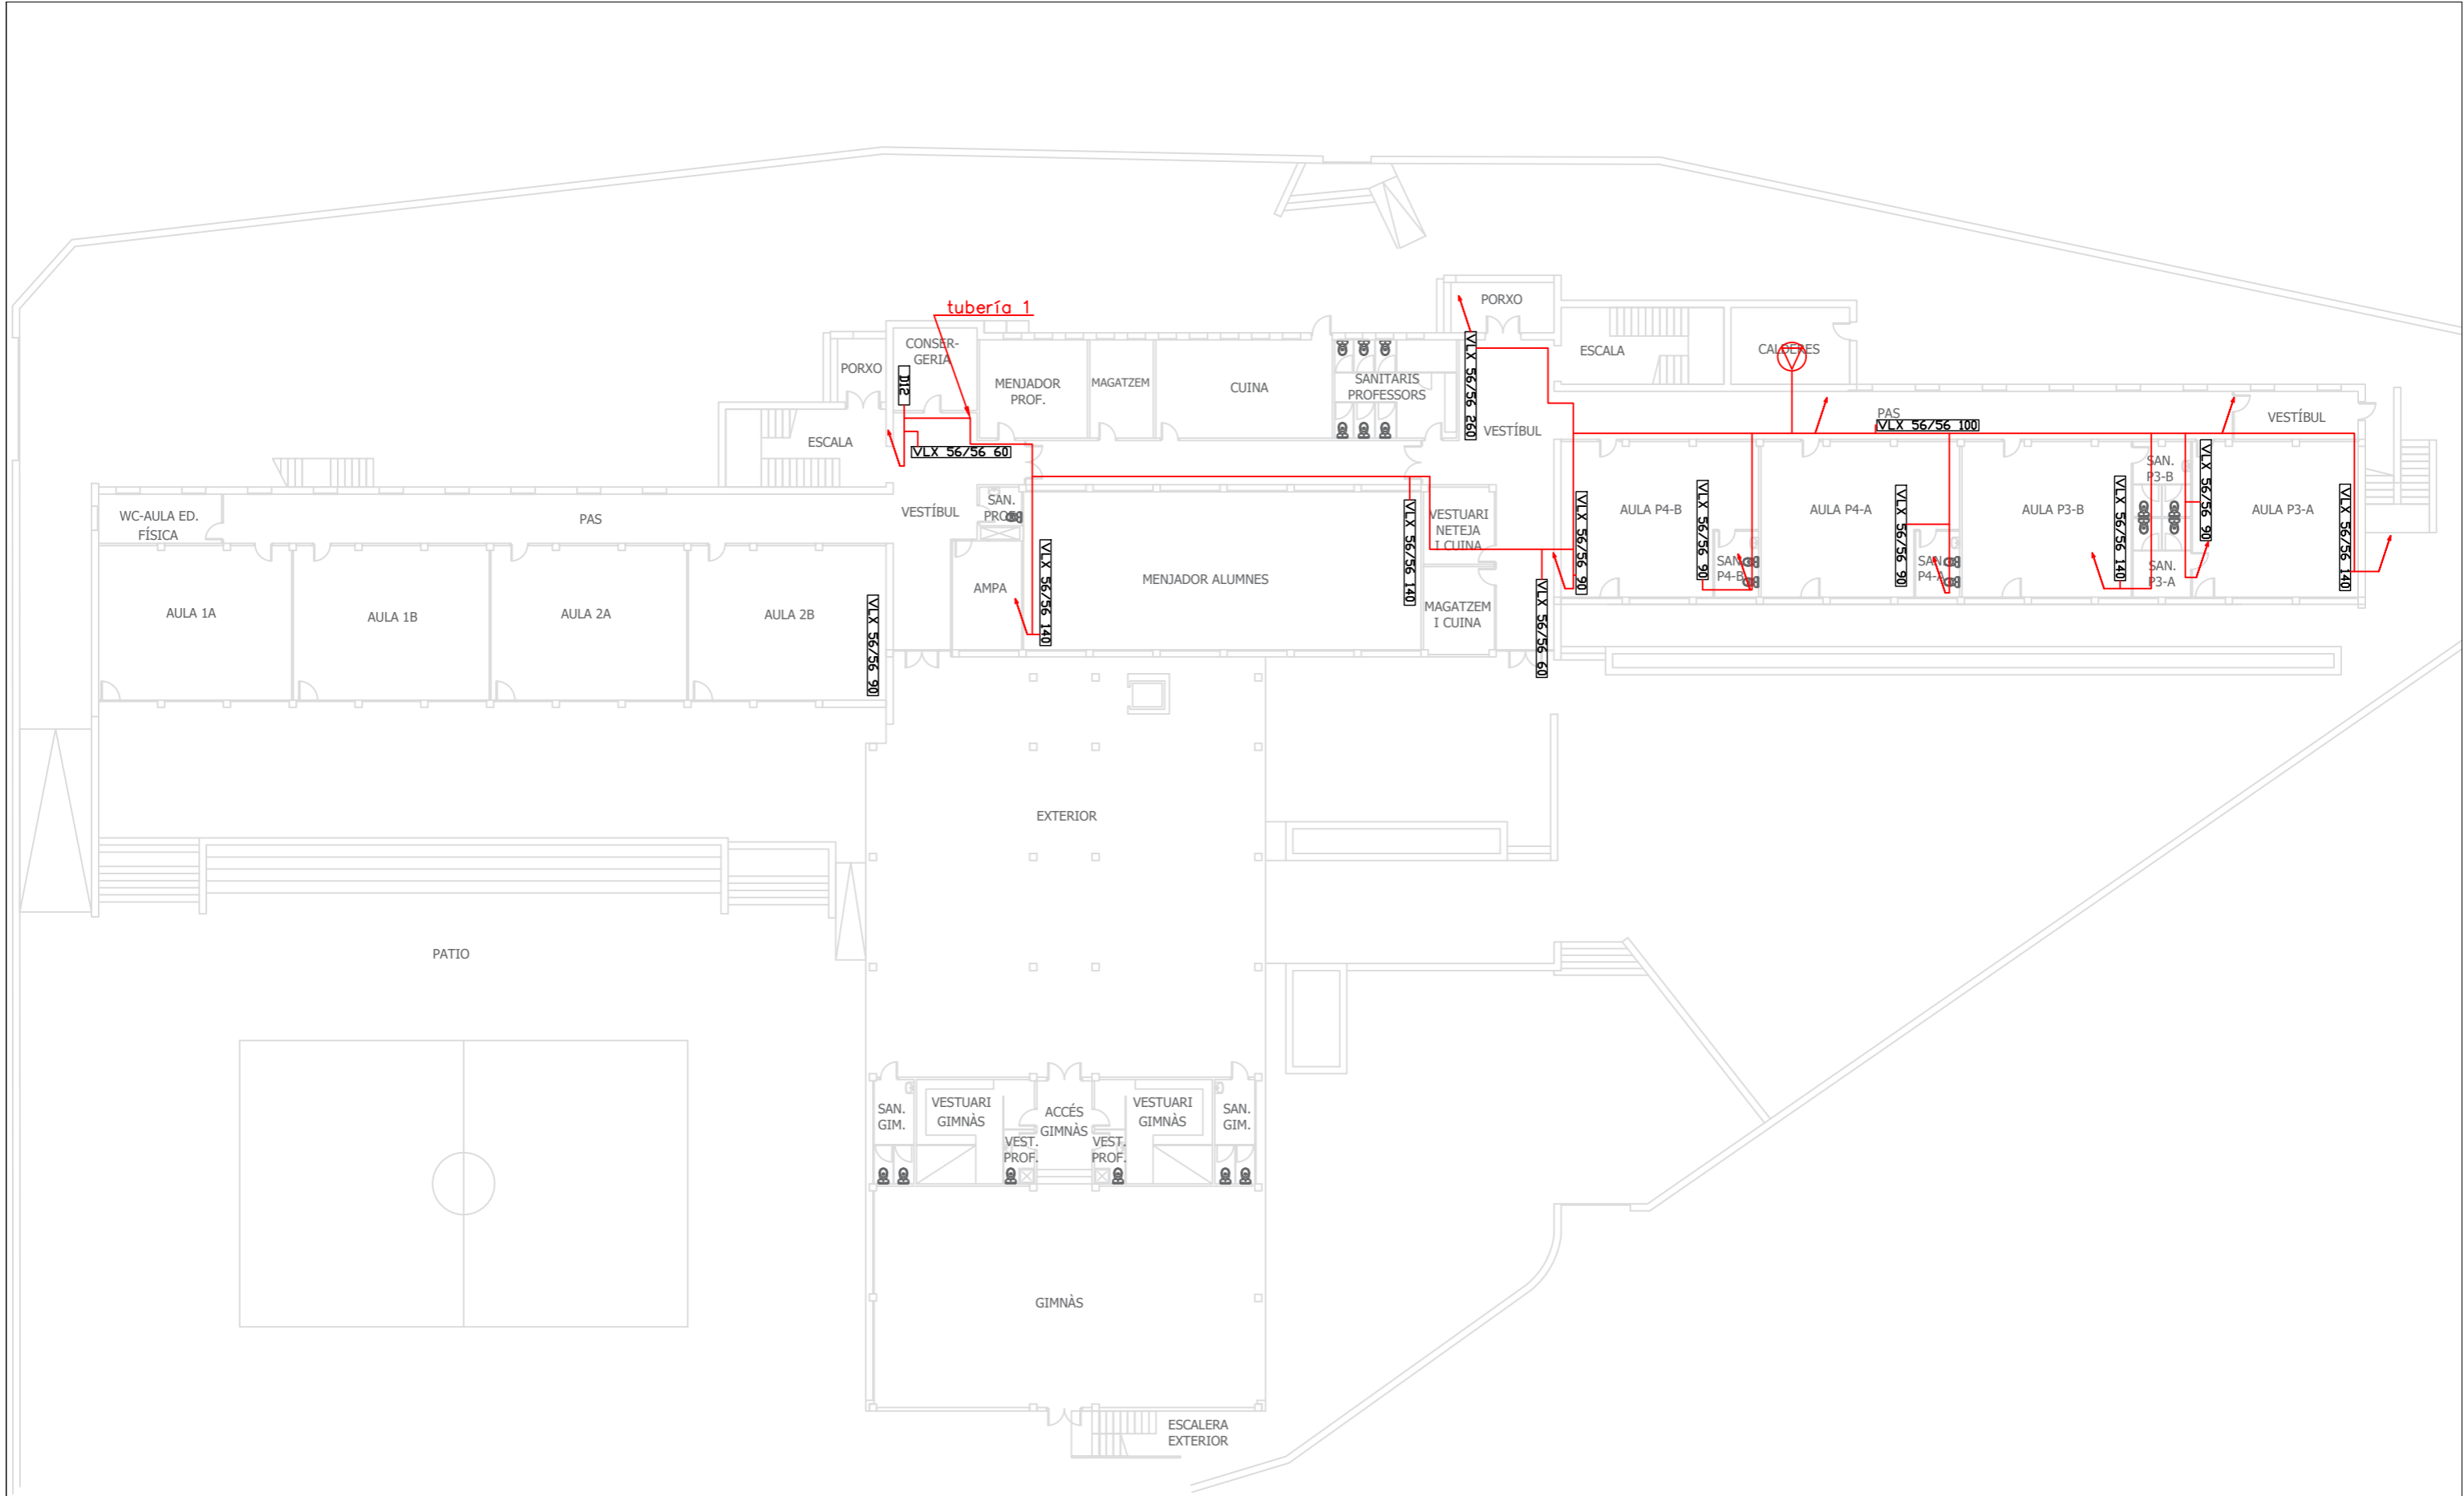 tubería 1
PORXO
CONSER-
GERIA
ESCALA
CALDERES
PORXO
D12
MENJADOR
PROF.
MAGATZEM
CUINA
SANITARIS
PROFESSORS
VLX 56/56 260
VESTÍBUL
PAS
VLX 56/56 100
VESTÍBUL
ESCALA
VLX 56/56 60
WC-AULA ED.
FÍSICA
PAS
VESTÍBUL
SAN.
PROF.
VLX 56/56 140
VESTUARI
NETEJA
I CUINA
VLX 56/56 90
AULA P4-B
VLX 56/56 90
SAN.
P4-B
AULA P4-A
VLX 56/56 90
SAN.
P4-A
AULA P3-B
VLX 56/56 140
SAN.
P3-B
SAN.
P3-A
VLX 56/56 90
AULA P3-A
VLX 56/56 140
AULA 1A
AULA 1B
AULA 2A
AULA 2B
VLX 56/56 90
AMPA
VLX 56/56 140
MENJADOR ALUMNES
MAGATZEM
I CUINA
VLX 56/56 60
EXTERIOR
PATIO
SAN.
GIM.
VESTUARI
GIMNÀS
VEST.
PROF.
ACCÉS
GIMNÀS
VEST.
PROF.
VESTUARI
GIMNÀS
SAN.
GIM.
GIMNÀS
ESCALERA
EXTERIOR